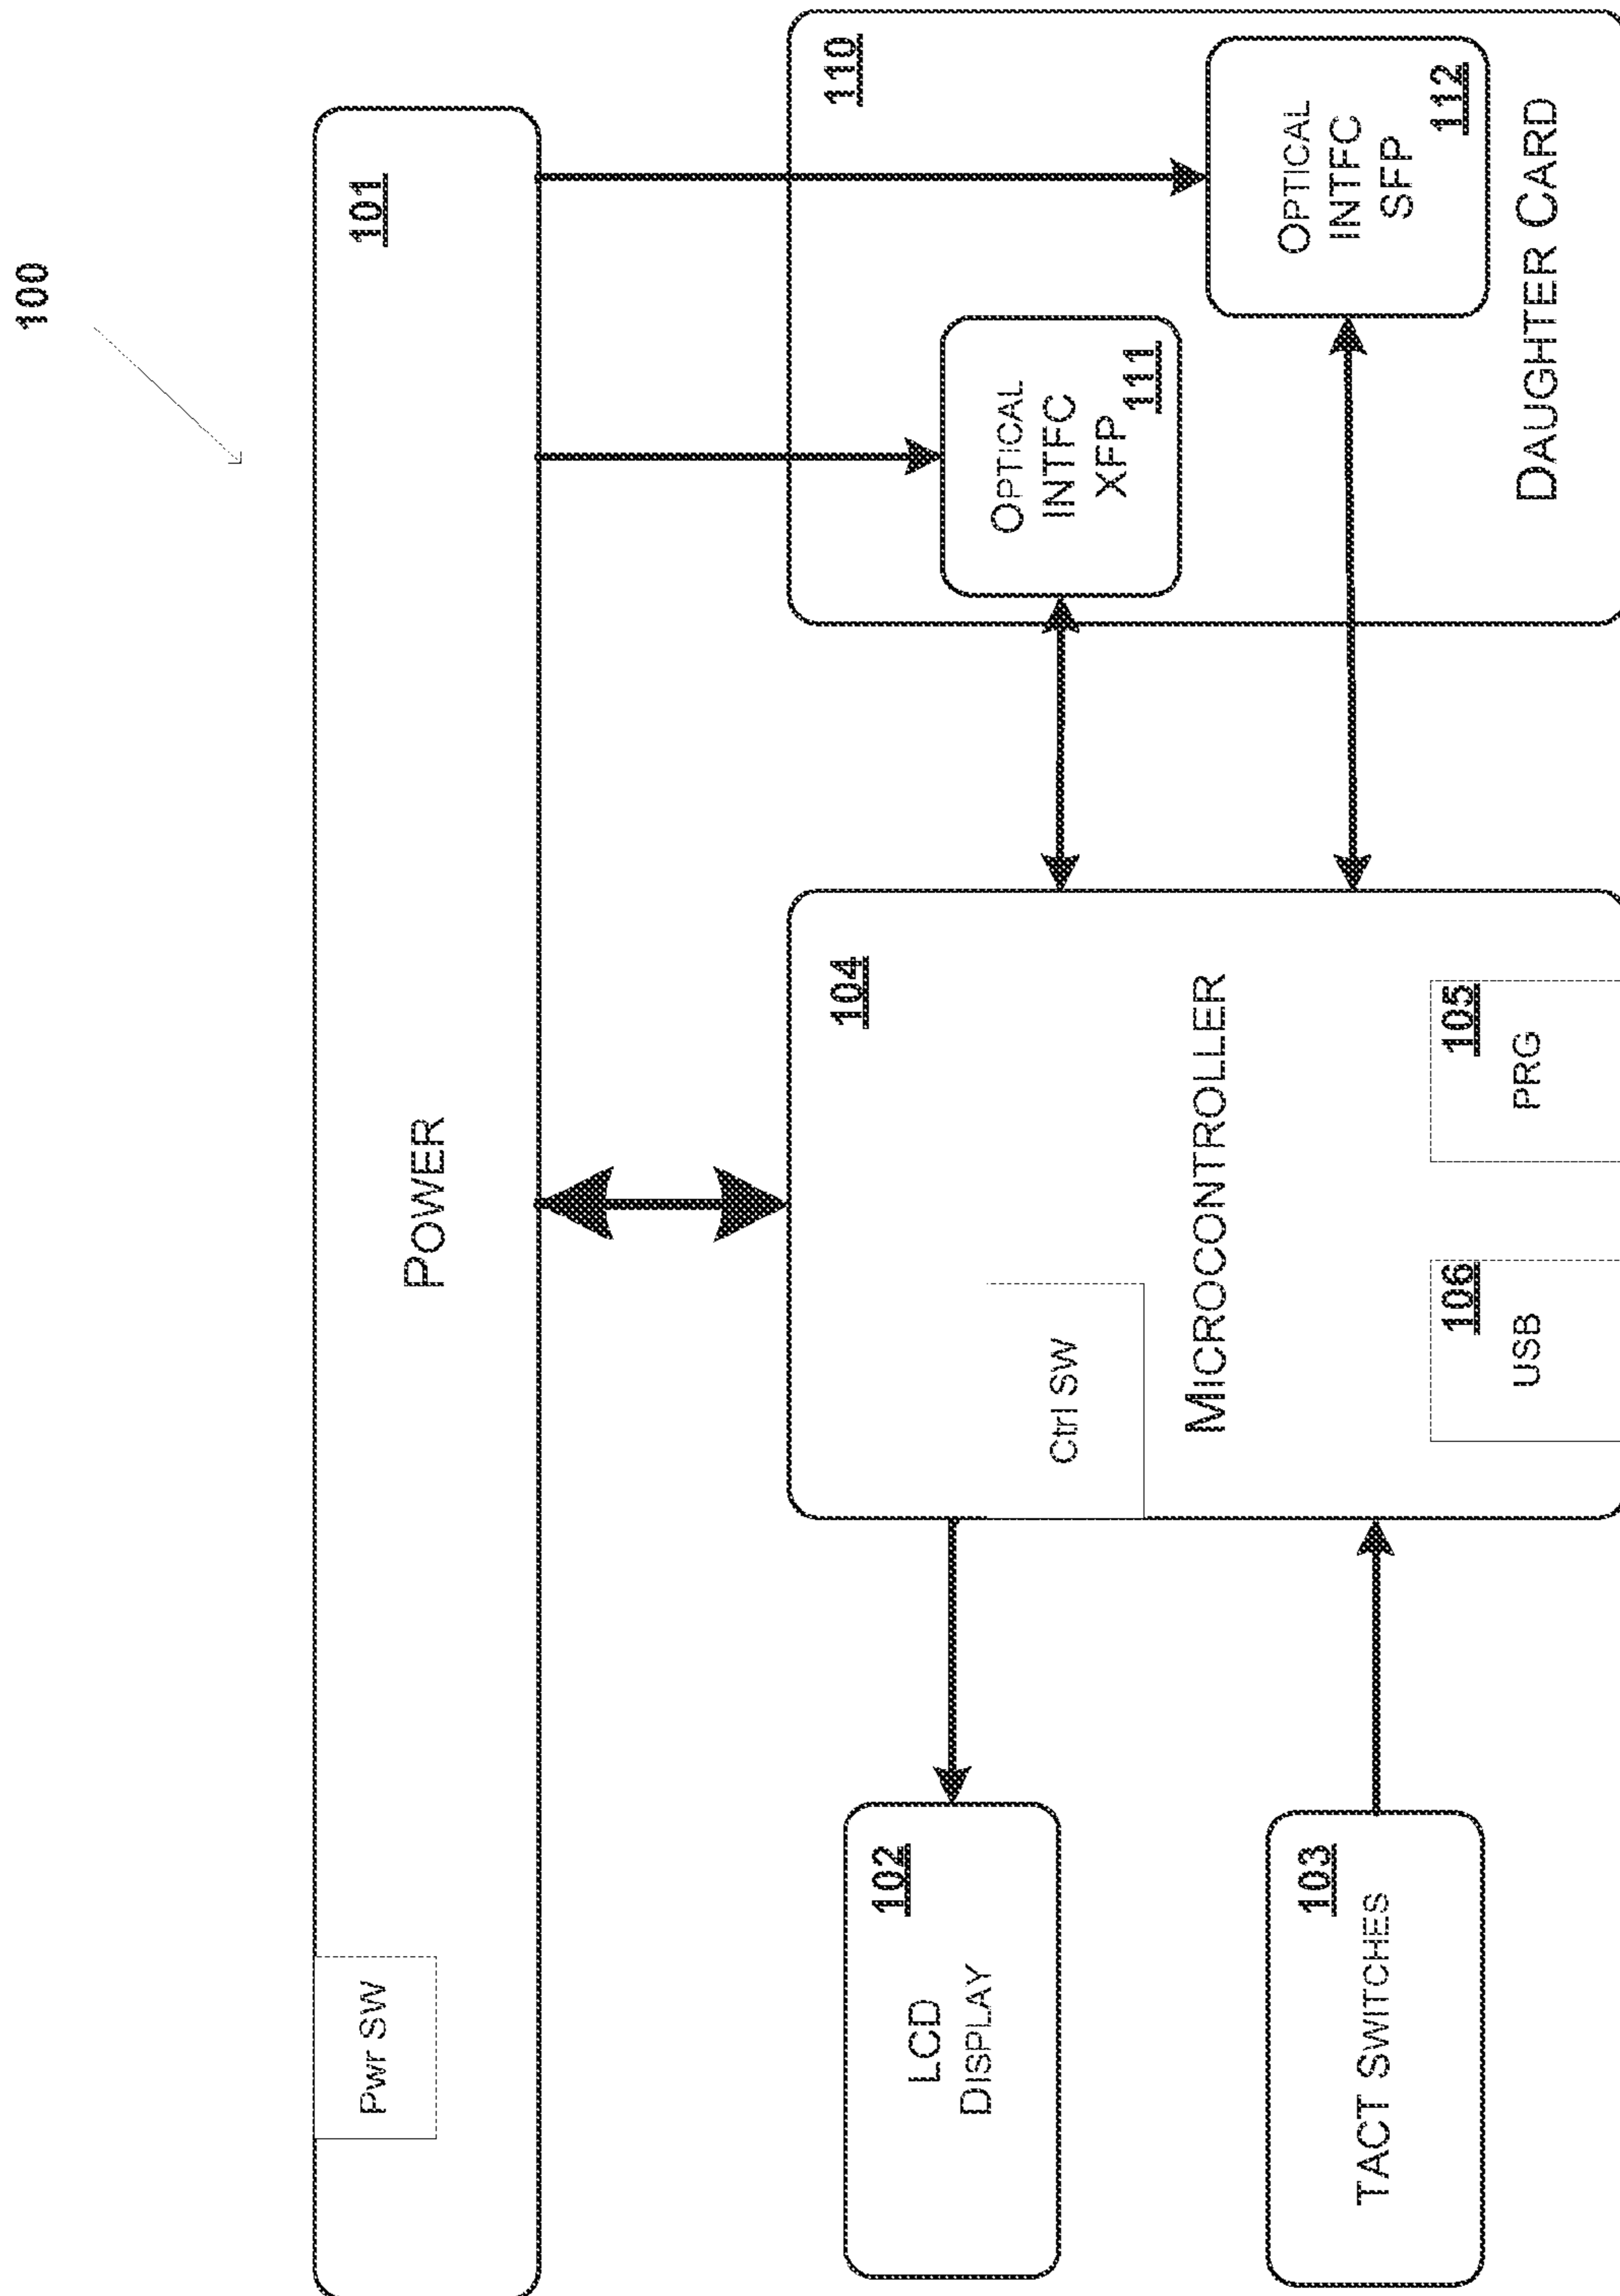 100
Pwr SW
101
POWER
102
LCD
DISPLAY
103
TACT SWITCHES
104
Ctrl SW
MICROCONTROLLER
106
USB
105
PRG
110
OPTICAL
INTFC
XFP
111
OPTICAL
INTFC
SFP
112
DAUGHTER CARD